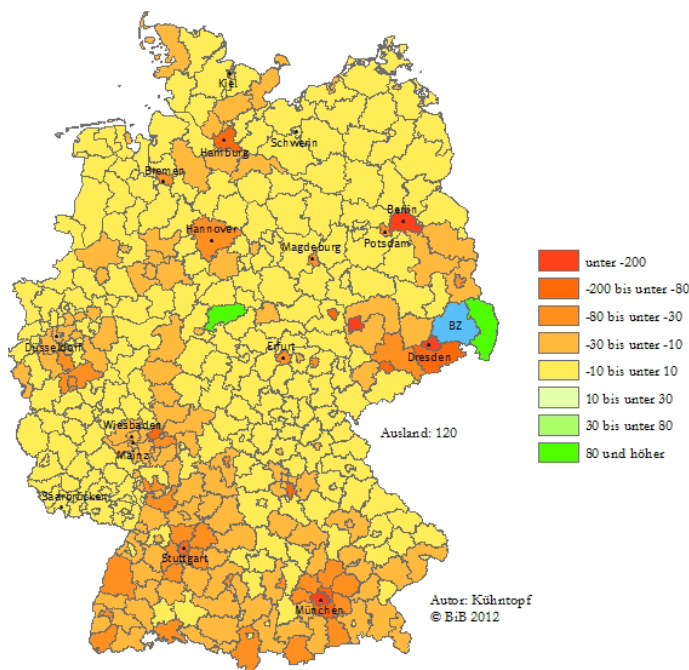 Kiel
Schwerin
Hamburg
Bremen
Berlin
Hannover
Potsdam
Magdeburg
unter -200
-200 bis unter -80
-80 bis unter -30
-30 bis unter -10
-10 bis unter 10
10 bis unter 30
30 bis unter 80
80 und höher
BZ
Düsseldorf
Erfurt
Dresden
Wiesbaden
Mainz
Ausland: 120
Saarbrücken
Stuttgart
München
Autor: Kühntopf
© BiB 2012